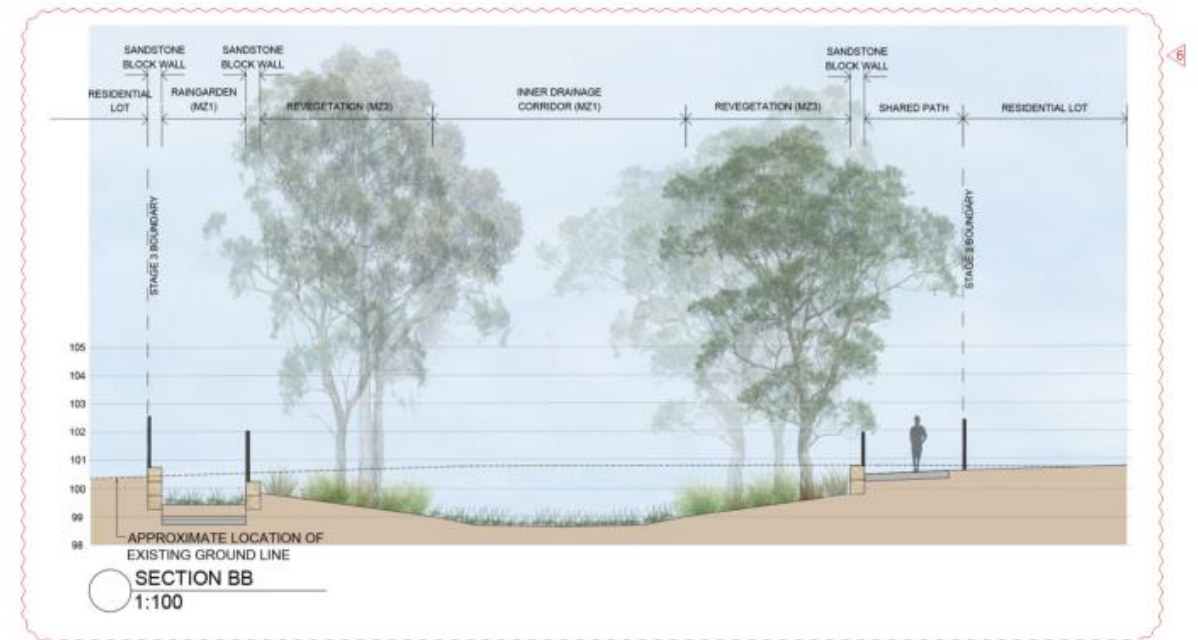 SANDSTONE
BLOCK WALL
SANDSTONE
BLOCK WALL
SANDSTONE
BLOCK WALL
6
RESIDENTIAL
LOT
RAINGARDEN
(MZ1)
REVEGETATION (MZ3)
INNER DRAINAGE
CORRIDOR (MZ1)
REVEGETATION (MZ3)
SHARED PATH
RESIDENTIAL LOT
STAGE 3 BOUNDARY
STAGE 3 BOUNDARY
105
104
103
102
101
100
99
98
APPROXIMATE LOCATION OF
EXISTING GROUND LINE
SECTION BB
1:100